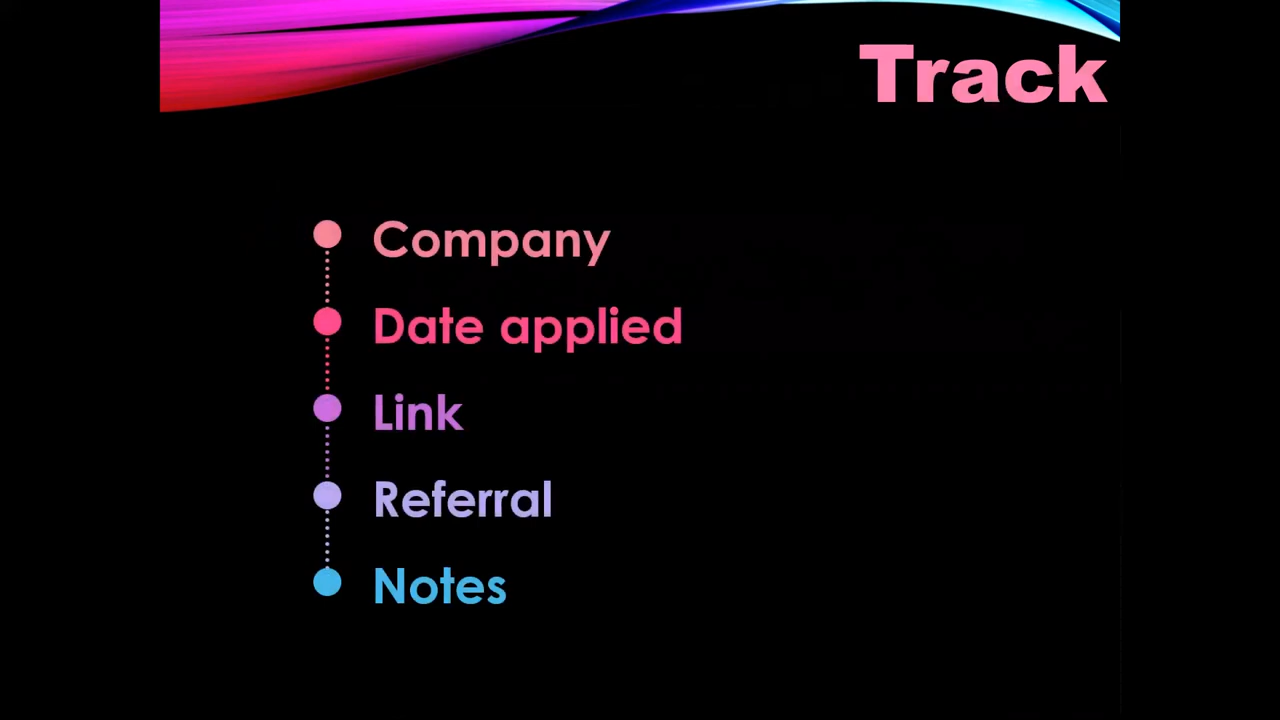 Track
Company
Date applied
Link
Referral
Notes